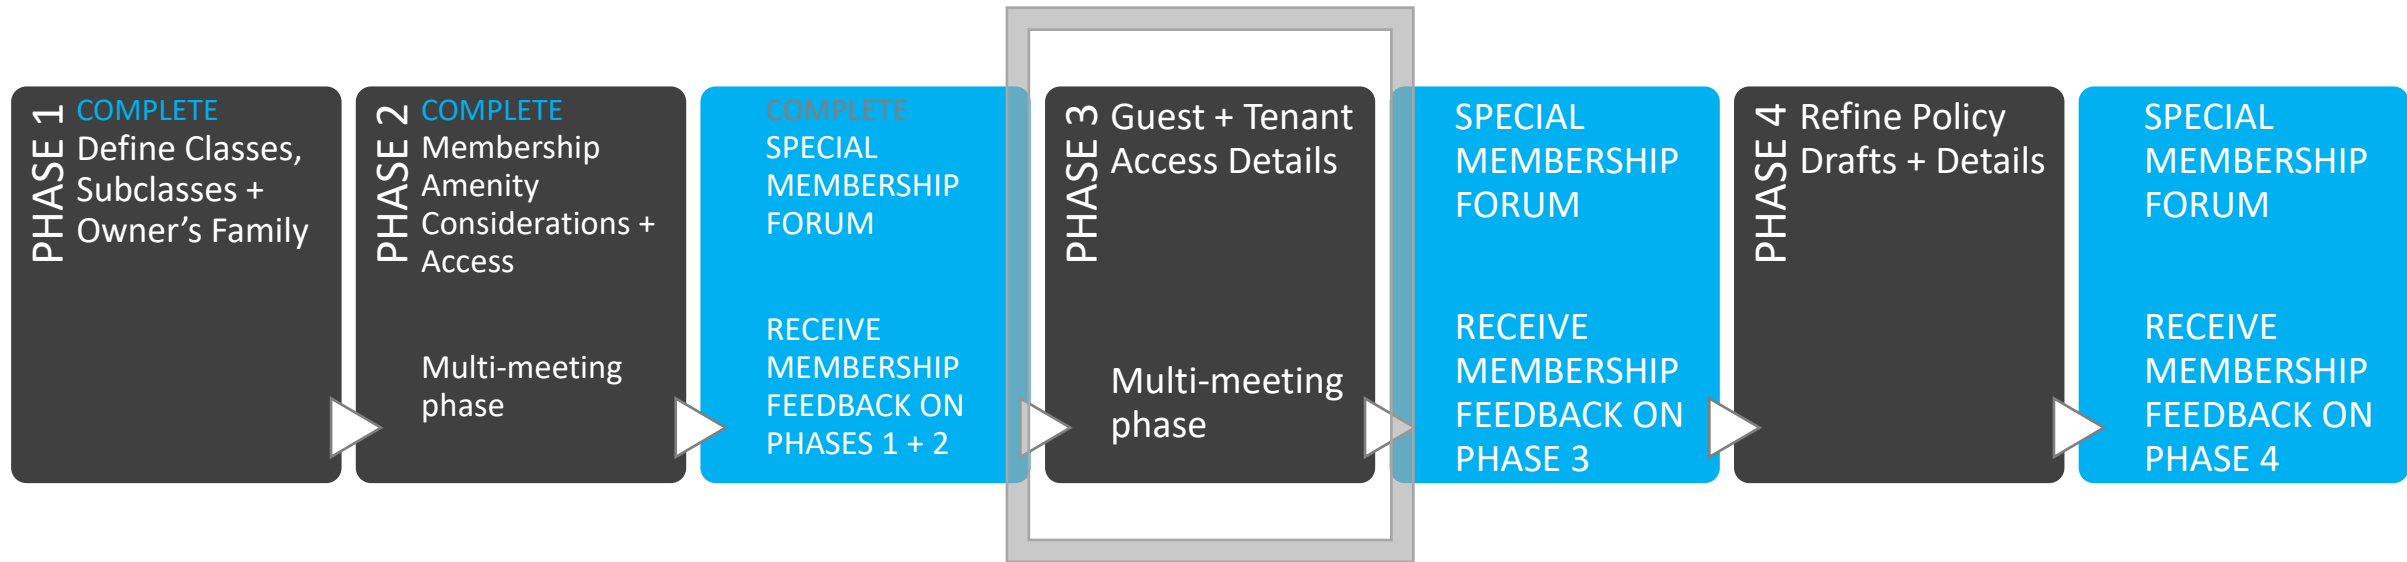 PHASE 1
COMPLETE
Define Classes,
Subclasses +
Owner’s Family
PHASE 2
COMPLETE
Membership
Amenity
Considerations +
Access
Multi-meeting
phase
COMPLETE
SPECIAL
MEMBERSHIP
FORUM
RECEIVE
MEMBERSHIP
FEEDBACK ON
PHASES 1 + 2
PHASE 3
Guest + Tenant
Access Details
Multi-meeting
phase
SPECIAL
MEMBERSHIP
FORUM
RECEIVE
MEMBERSHIP
FEEDBACK ON
PHASE 3
PHASE 4
Refine Policy
Drafts + Details
SPECIAL
MEMBERSHIP
FORUM
RECEIVE
MEMBERSHIP
FEEDBACK ON
PHASE 4